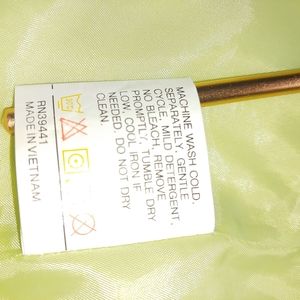 MACHINE WASH COLD.
SEPARATELY, GENTLE
CYCLE, MILD DETERGENT.
NO BLEACH, REMOVE
PROMPTLY, TUMBLE DRY
LOW. COOL IRON IF
NEEDED. DO NOT DRY
CLEAN.
RN39441
MADE IN VIETNAM